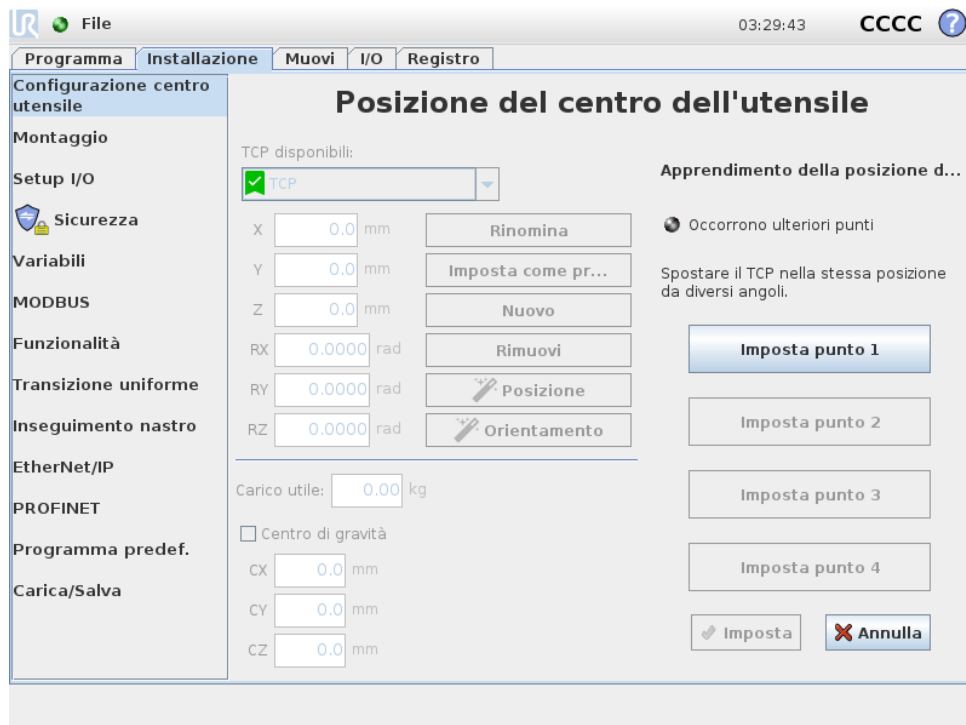 UR File 03:29:43 CCCC ?
Programma Installazione Muovi I/O Registro
Configurazione centro
utensile
Montaggio
Setup I/O
Sicurezza
Variabili
MODBUS
Funzionalità
Transizione uniforme
Inseguimento nastro
EtherNet/IP
PROFINET
Programma predef.
Carica/Salva
Posizione del centro dell'utensile
TCP disponibili:
TCP
X 0.0 mm Rinomina
Y 0.0 mm Imposta come pr...
Z 0.0 mm Nuovo
RX 0.0000 rad Rimuovi
RY 0.0000 rad Posizione
RZ 0.0000 rad Orientamento
Carico utile: 0.00 kg
Centro di gravità
CX 0.0 mm
CY 0.0 mm
CZ 0.0 mm
Apprendimento della posizione d...
Occorrono ulteriori punti
Spostare il TCP nella stessa posizione
da diversi angoli.
Imposta punto 1
Imposta punto 2
Imposta punto 3
Imposta punto 4
Imposta Annulla